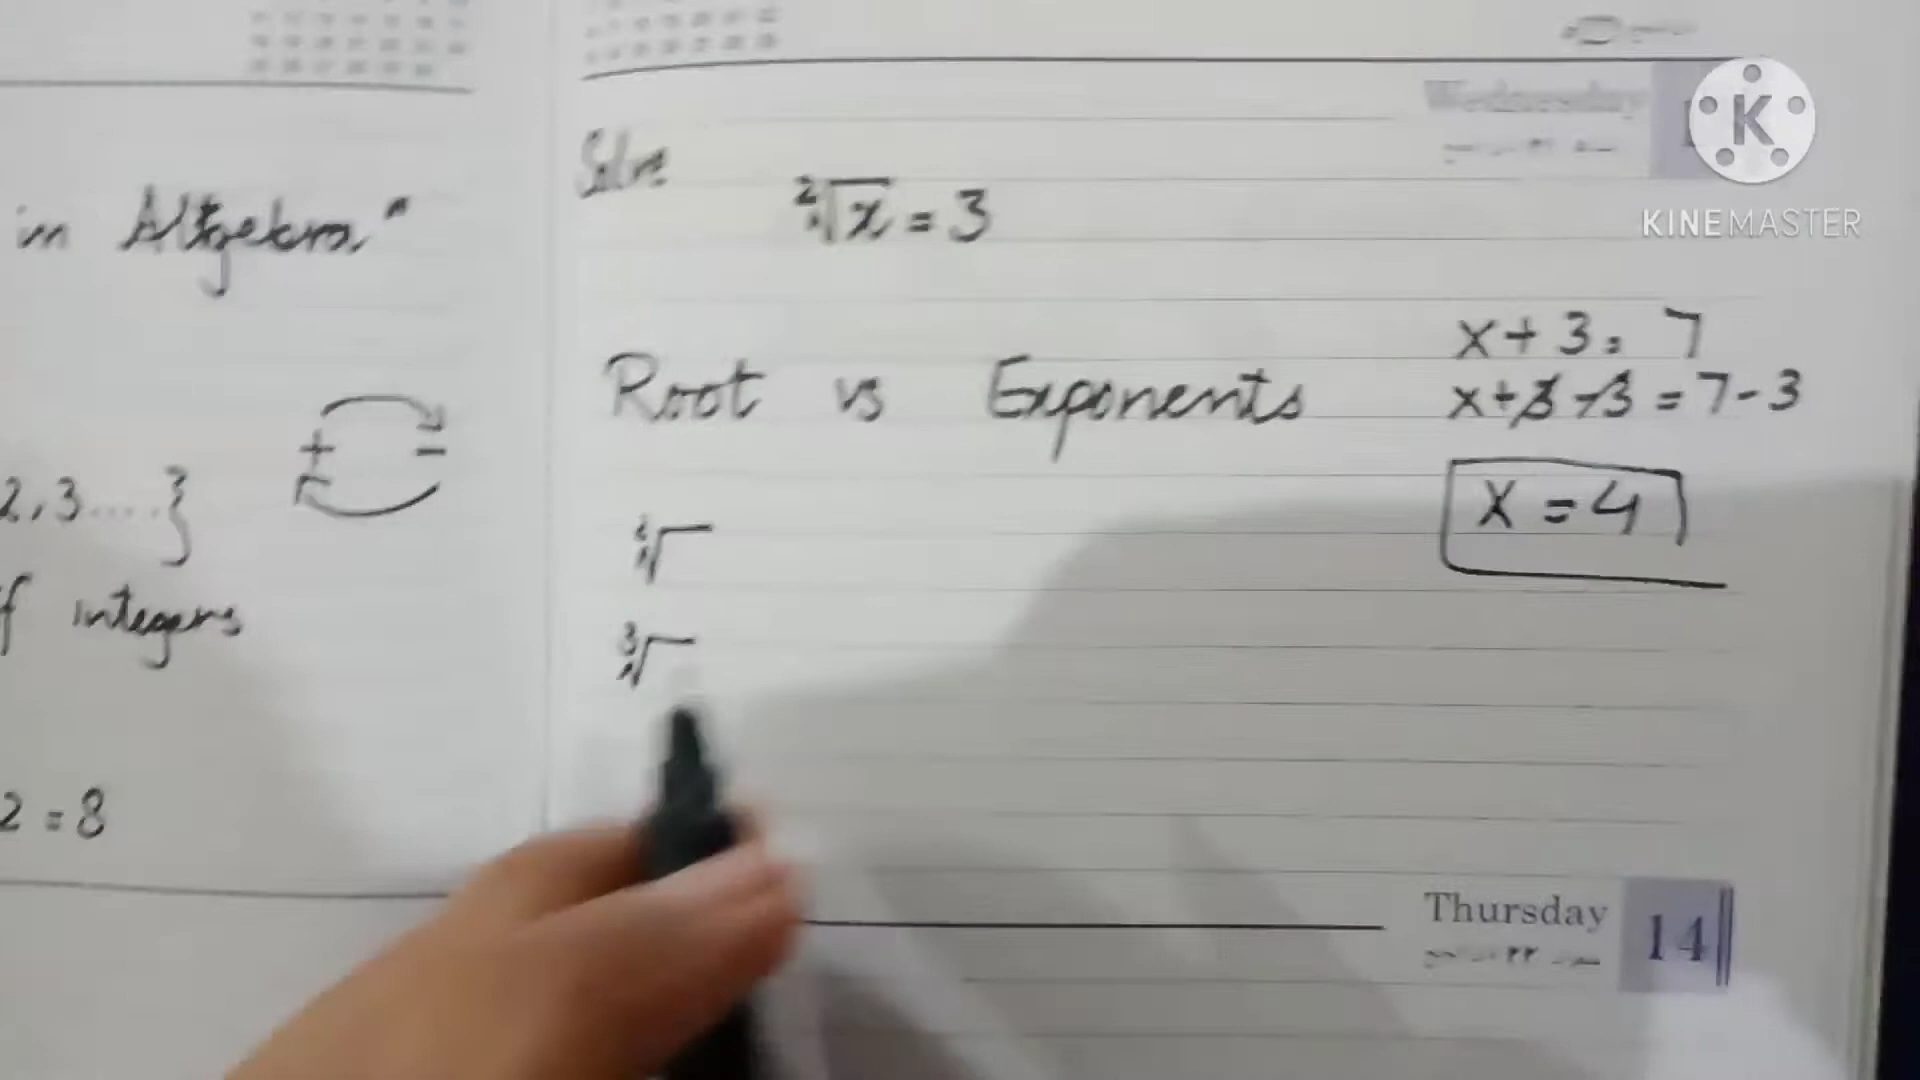 in Algebra"
2,3....}
+ -
of integers
2 = 8
Solve
²√x = 3
Root vs Exponents
²√
³√
x + 3 = 7
x + 3 - 3 = 7 - 3
x = 4
Wednesday
Thursday
14
K
KINEMASTER